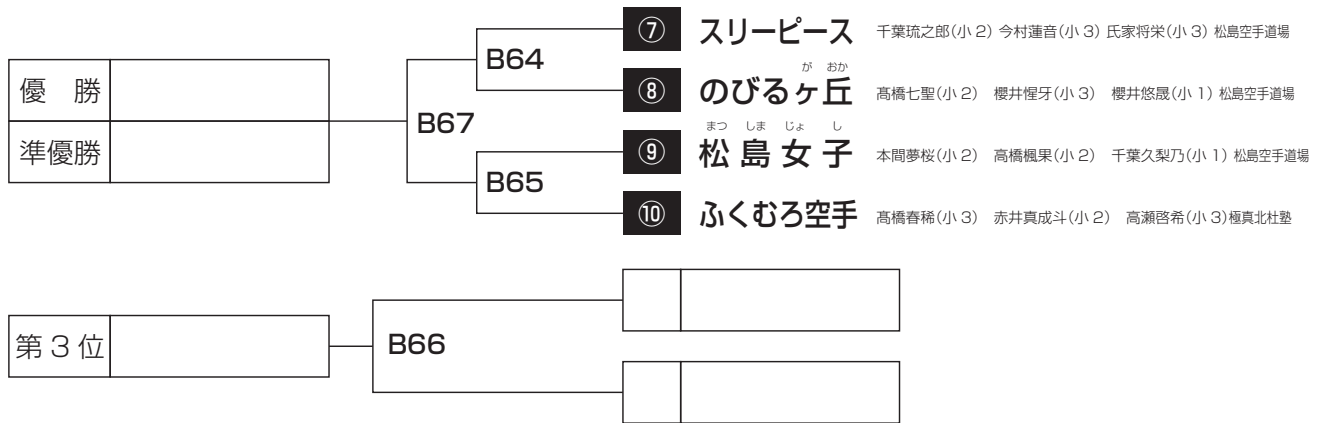 ⑦ スリーピース 千葉琉之郎(小2) 今村蓮音(小3) 氏家将栄(小3) 松島空手道場
B64
が おか
優 勝
⑧ のびるヶ丘 髙橋七聖(小2) 櫻井惺牙(小3) 櫻井悠晟(小1) 松島空手道場
B67
まつ しま じょ し
準優勝
⑨ 松島女子 本間夢桜(小2) 高橋楓果(小2) 千葉久梨乃(小1) 松島空手道場
B65
⑩ ふくむろ空手 髙橋春稀(小3) 赤井真成斗(小2) 高瀬啓希(小3)極真北杜塾
第3位
B66